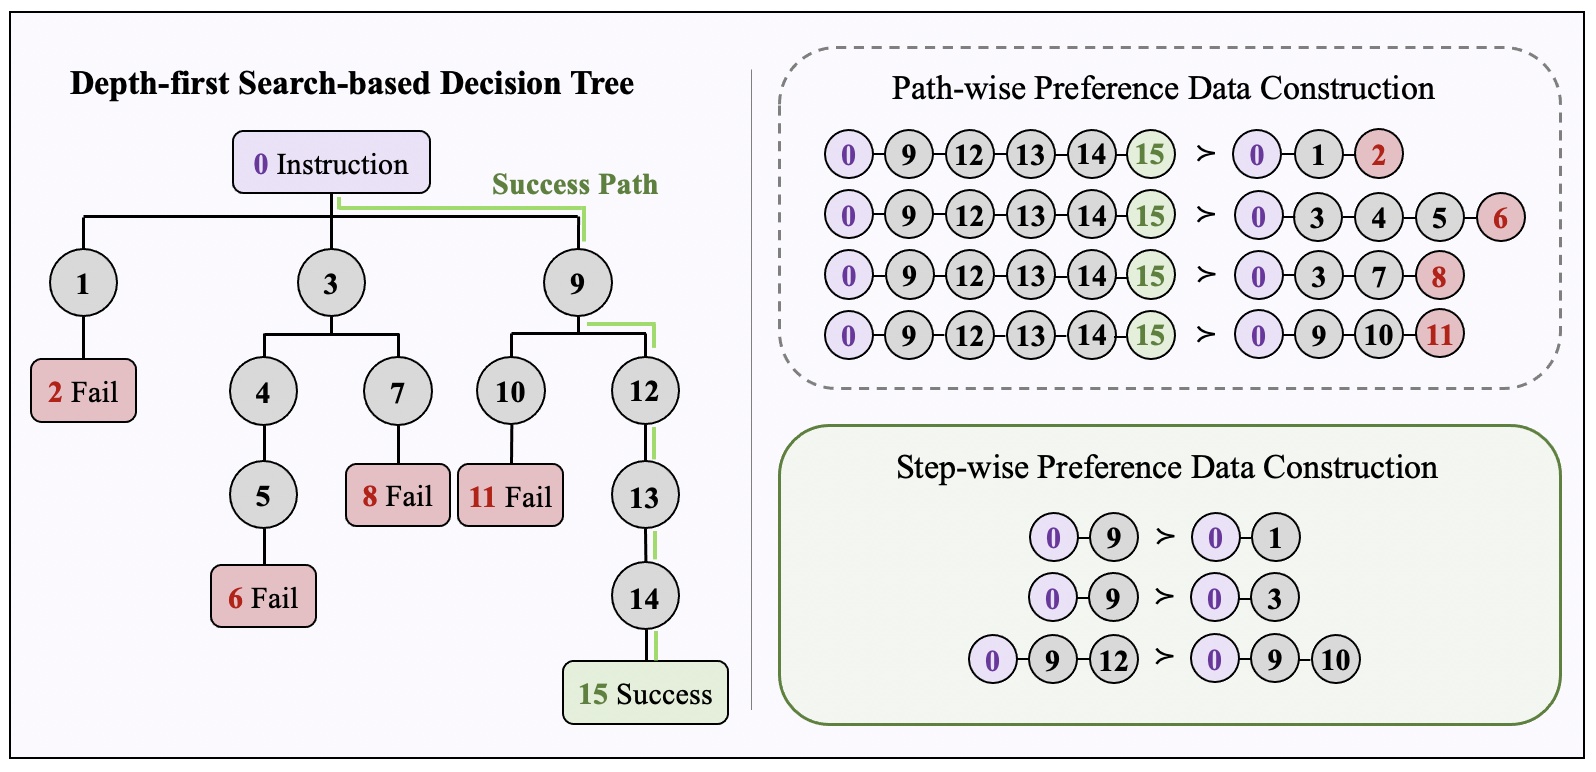 Depth-first Search-based Decision Tree
0 Instruction
Success Path
1
3
9
2 Fail
4
7
10
12
5
8 Fail
11 Fail
13
6 Fail
14
15 Success
Path-wise Preference Data Construction
0 9 12 13 14 15 ≻ 0 1 2
0 9 12 13 14 15 ≻ 0 3 4 5 6
0 9 12 13 14 15 ≻ 0 3 7 8
0 9 12 13 14 15 ≻ 0 9 10 11
Step-wise Preference Data Construction
0 9 ≻ 0 1
0 9 ≻ 0 3
0 9 12 ≻ 0 9 10